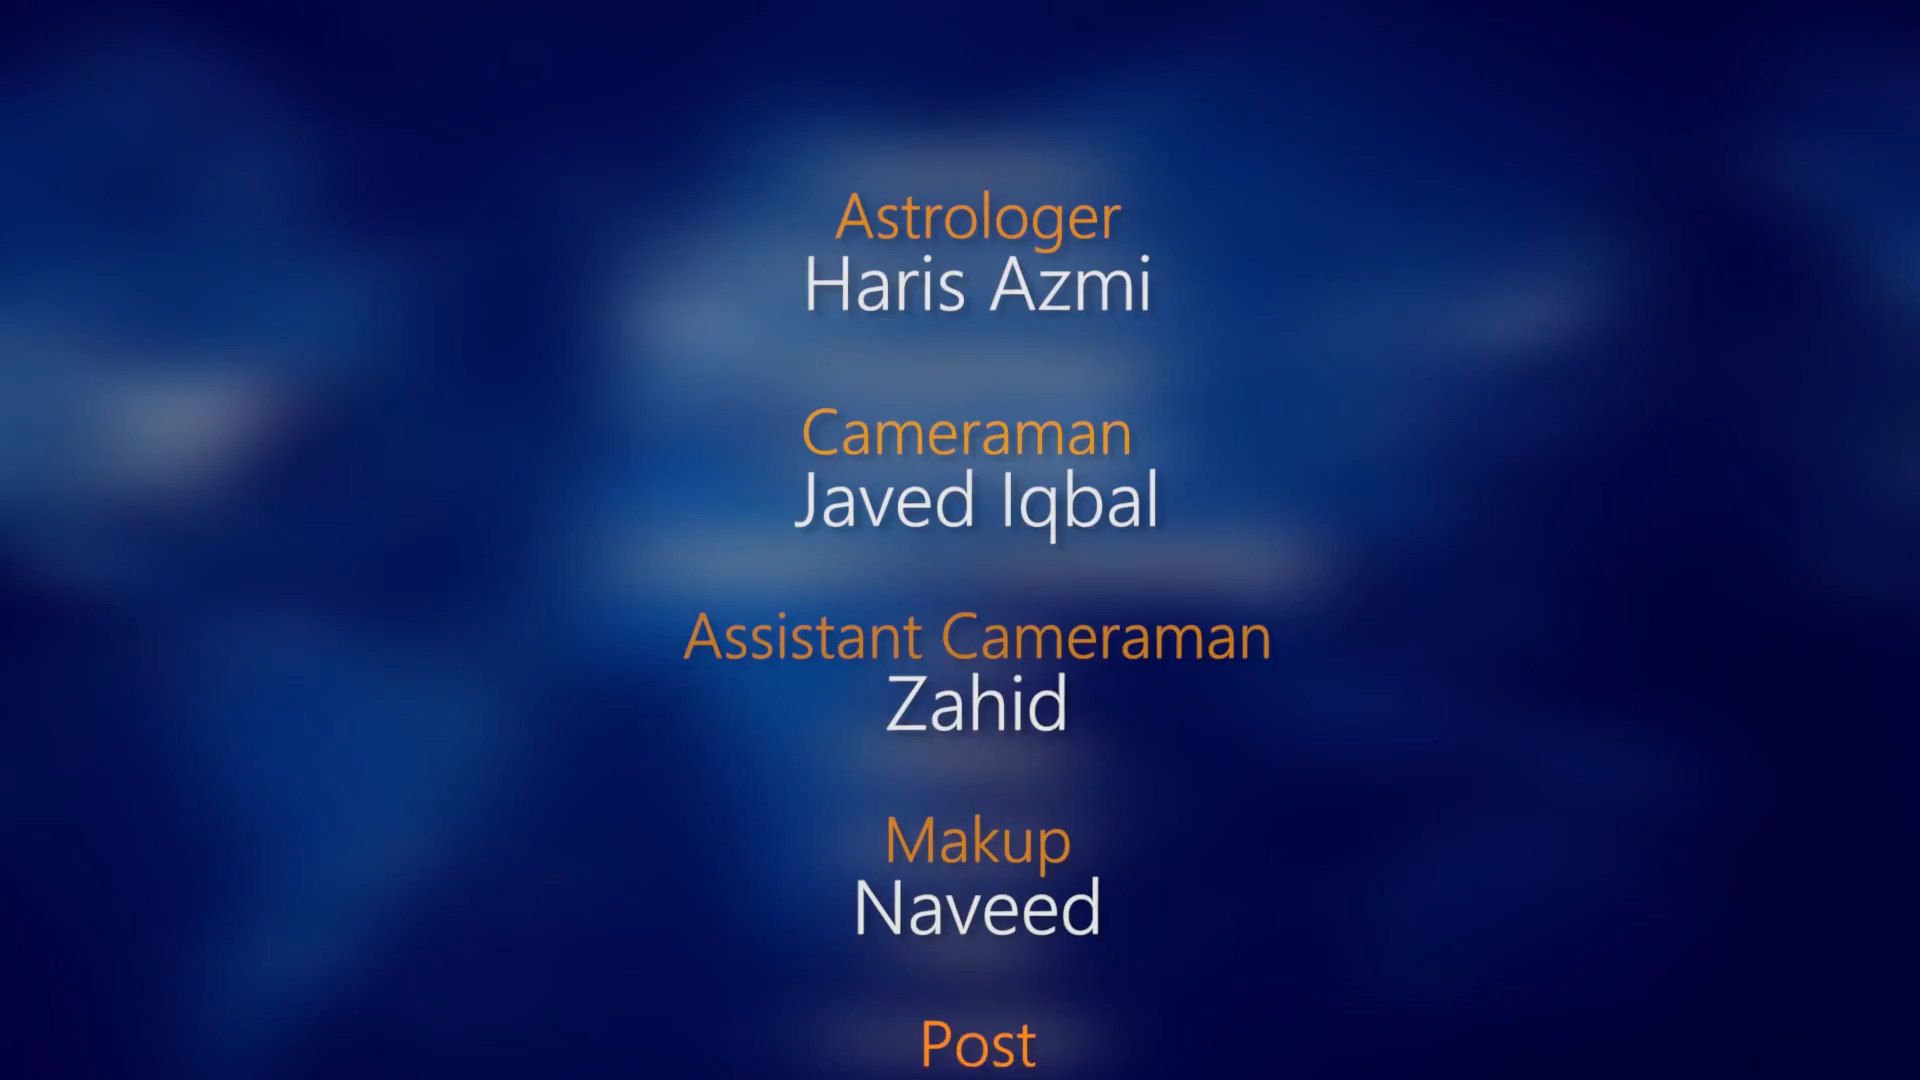 Astrologer
Haris Azmi
Cameraman
Javed Iqbal
Assistant Cameraman
Zahid
Makup
Naveed
Post